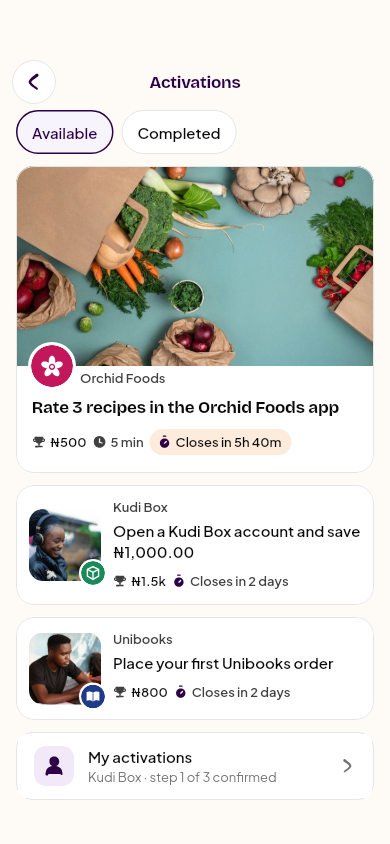 Activations
Available
Completed
Orchid Foods
Rate 3 recipes in the Orchid Foods app
₦500
5 min
Closes in 5h 40m
Kudi Box
Open a Kudi Box account and save
₦1,000.00
₦1.5k
Closes in 2 days
Unibooks
Place your first Unibooks order
₦800
Closes in 2 days
My activations
Kudi Box · step 1 of 3 confirmed